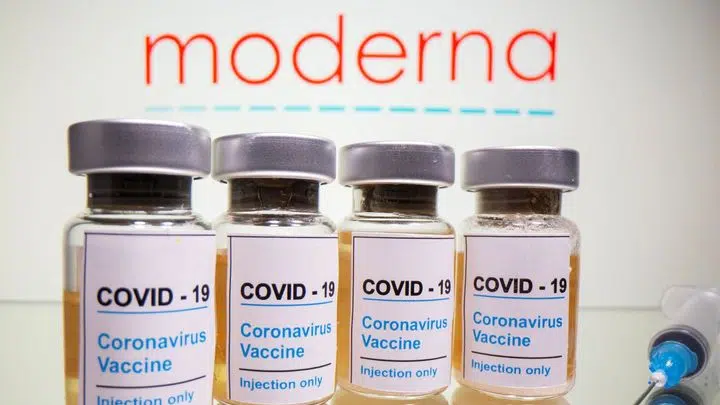 moderna
COVID - 19
Coronavirus
Vaccine
Injection only
COVID - 19
Coronavirus
Vaccine
Injection only
COVID - 19
Coronavirus
Vaccine
Injection only
COVID - 19
Coronavirus
Vaccine
Injection only